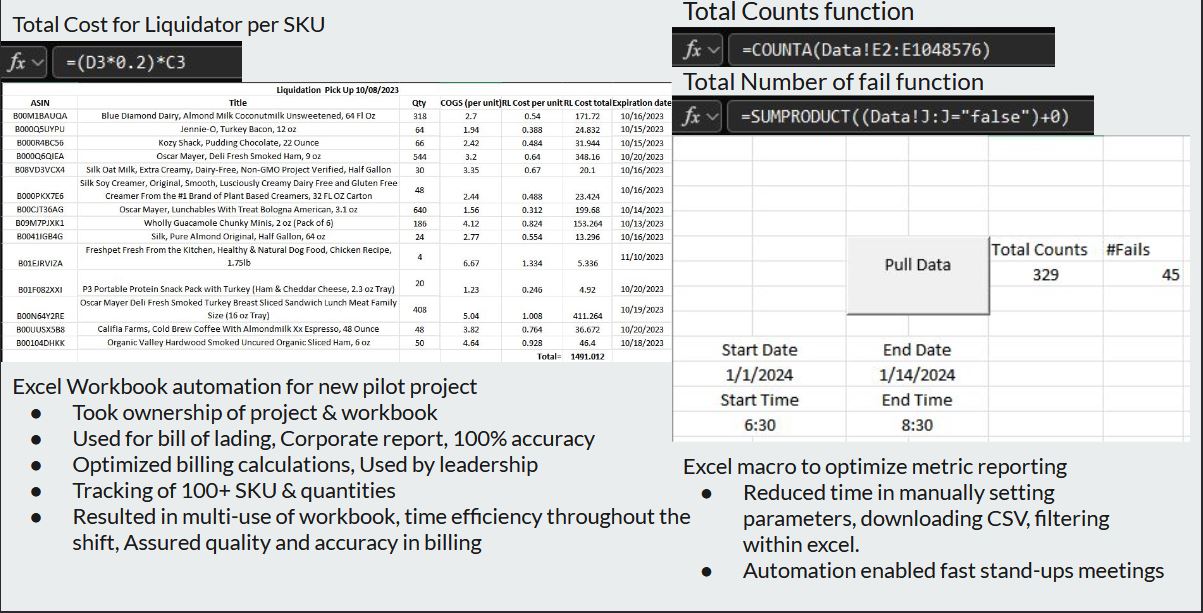 Total Cost for Liquidator per SKU
fx =(D3*0.2)*C3
Liquidation Pick Up 10/08/2023
ASIN Title Qty COGS (per unit) RL Cost per unit RL Cost total Expiration date
B00M1BAUQA Blue Diamond Dairy, Almond Milk Coconutmilk Unsweetened, 64 Fl Oz 318 2.7 0.54 171.72 10/16/2023
B000Q5UYPU Jennie-O, Turkey Bacon, 12 oz 64 1.94 0.388 24.832 10/15/2023
B000R4BC56 Kozy Shack, Pudding Chocolate, 22 Ounce 66 2.42 0.484 31.944 10/15/2023
B000Q6QIEA Oscar Mayer, Deli Fresh Smoked Ham, 9 oz 544 3.2 0.64 348.16 10/20/2023
B08VD3VCX4 Silk Oat Milk, Extra Creamy, Dairy-Free, Non-GMO Project Verified, Half Gallon 30 3.35 0.67 20.1 10/16/2023
Silk Soy Creamer, Original, Smooth, Lusciously Creamy Dairy Free and Gluten Free
B000PKX7E6 Creamer From the #1 Brand of Plant Based Creamers, 32 FL OZ Carton 48 2.44 0.488 23.424 10/16/2023
B00CJT36AG Oscar Mayer, Lunchables With Treat Bologna American, 3.1 oz 640 1.56 0.312 199.68 10/14/2023
B09M7PJXK1 Wholly Guacamole Chunky Minis, 2 oz (Pack of 6) 186 4.12 0.824 153.264 10/13/2023
B0041IGB4G Silk, Pure Almond Original, Half Gallon, 64 oz 24 2.77 0.554 13.296 10/16/2023
Freshpet Fresh From the Kitchen, Healthy & Natural Dog Food, Chicken Recipe,
B01EJRVIZA 1.75lb 4 6.67 1.334 5.336 11/10/2023
B01F082XXI P3 Portable Protein Snack Pack with Turkey (Ham & Cheddar Cheese, 2.3 oz Tray) 20 1.23 0.246 4.92 10/20/2023
Oscar Mayer Deli Fresh Smoked Turkey Breast Sliced Sandwich Lunch Meat Family
B00N64Y2RE Size (16 oz Tray) 408 5.04 1.008 411.264 10/19/2023
B00UUSX5B8 Califia Farms, Cold Brew Coffee With Almondmilk Xx Espresso, 48 Ounce 48 3.82 0.764 36.672 10/20/2023
B00104DHKK Organic Valley Hardwood Smoked Uncured Organic Sliced Ham, 6 oz 50 4.64 0.928 46.4 10/18/2023
Total= 1491.012
Excel Workbook automation for new pilot project
● Took ownership of project & workbook
● Used for bill of lading, Corporate report, 100% accuracy
● Optimized billing calculations, Used by leadership
● Tracking of 100+ SKU & quantities
● Resulted in multi-use of workbook, time efficiency throughout the
shift, Assured quality and accuracy in billing
Total Counts function
fx =COUNTA(Data!E2:E1048576)
Total Number of fail function
fx =SUMPRODUCT((Data!J:J="false")+0)
Pull Data
Total Counts #Fails
329 45
Start Date End Date
1/1/2024 1/14/2024
Start Time End Time
6:30 8:30
Excel macro to optimize metric reporting
● Reduced time in manually setting
parameters, downloading CSV, filtering
within excel.
● Automation enabled fast stand-ups meetings